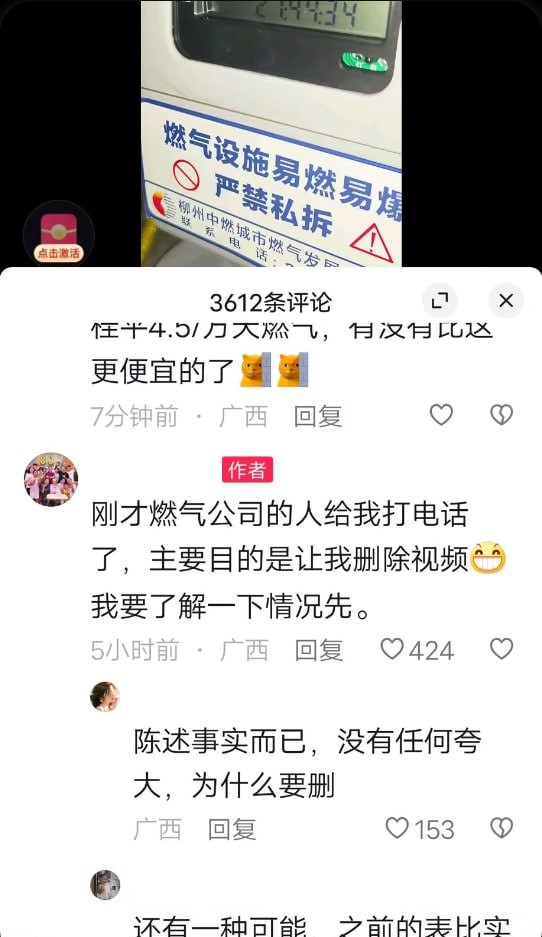 燃气设施易燃易爆
严禁私拆
柳州中燃城市燃气发展
联系电话:
点击激活
3612条评论
桂平4.5/方天燃气，有没有比这
更便宜的了
7分钟前 · 广西 回复
作者
刚才燃气公司的人给我打电话
了，主要目的是让我删除视频
我要了解一下情况先。
5小时前 · 广西 回复 424
陈述事实而已，没有任何夸
大，为什么要删
广西 回复 153
还有一种可能，之前的表比实